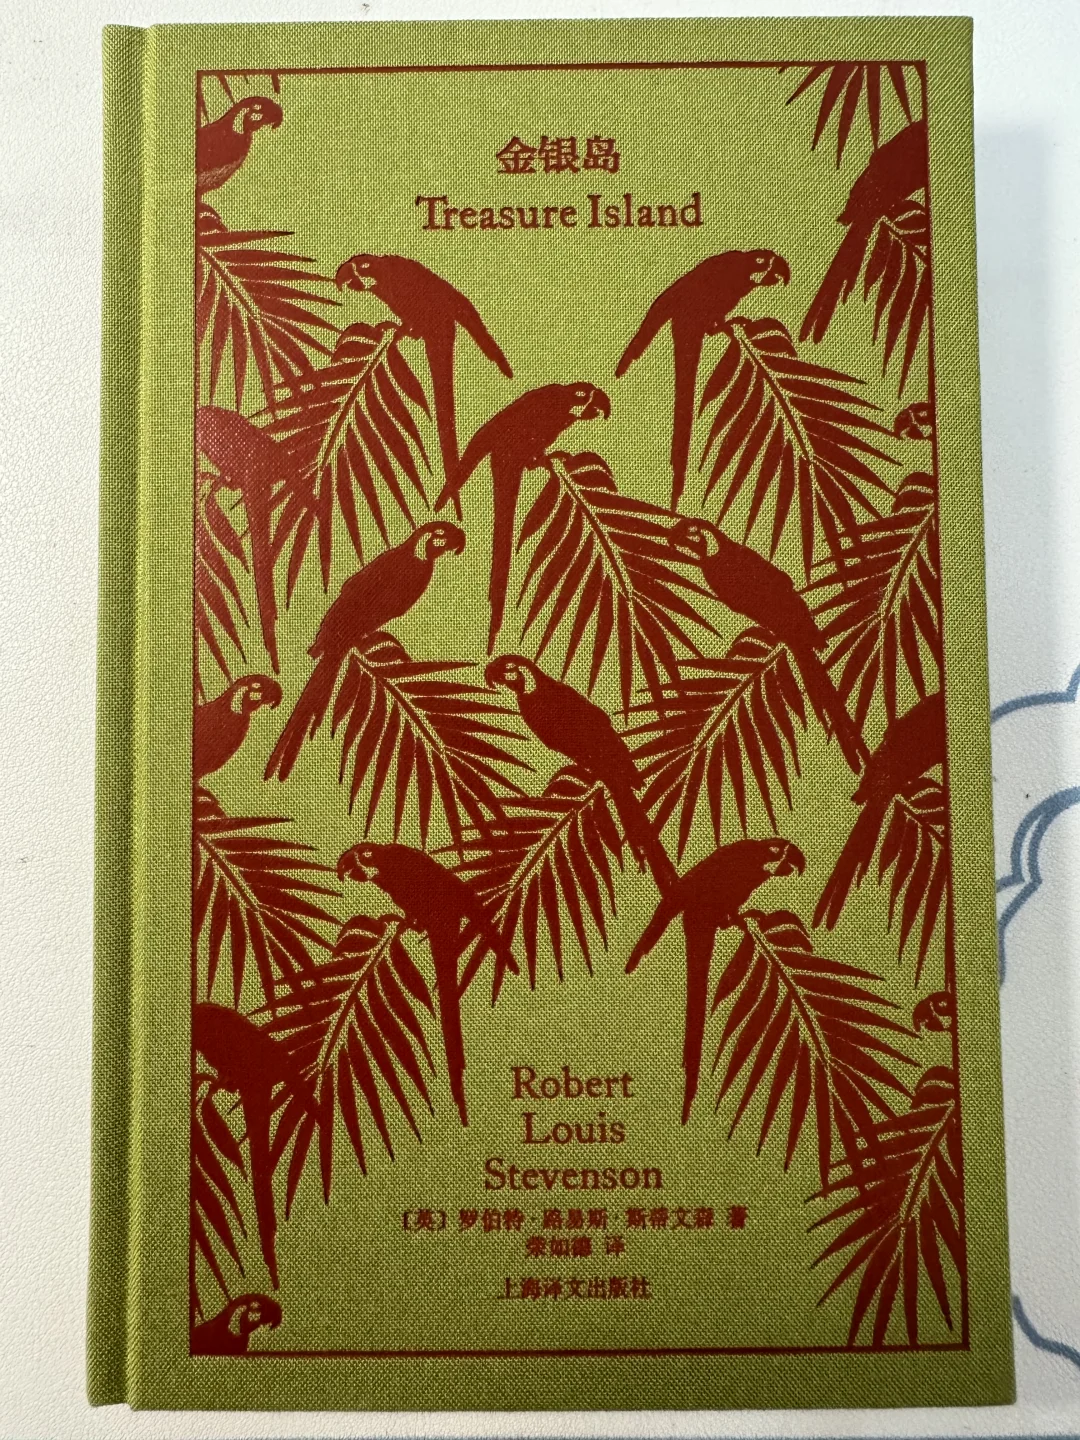 金银岛
Treasure Island
Robert
Louis
Stevenson
〔英〕罗伯特·路易斯·斯蒂文森 著
荣如德 译
上海译文出版社